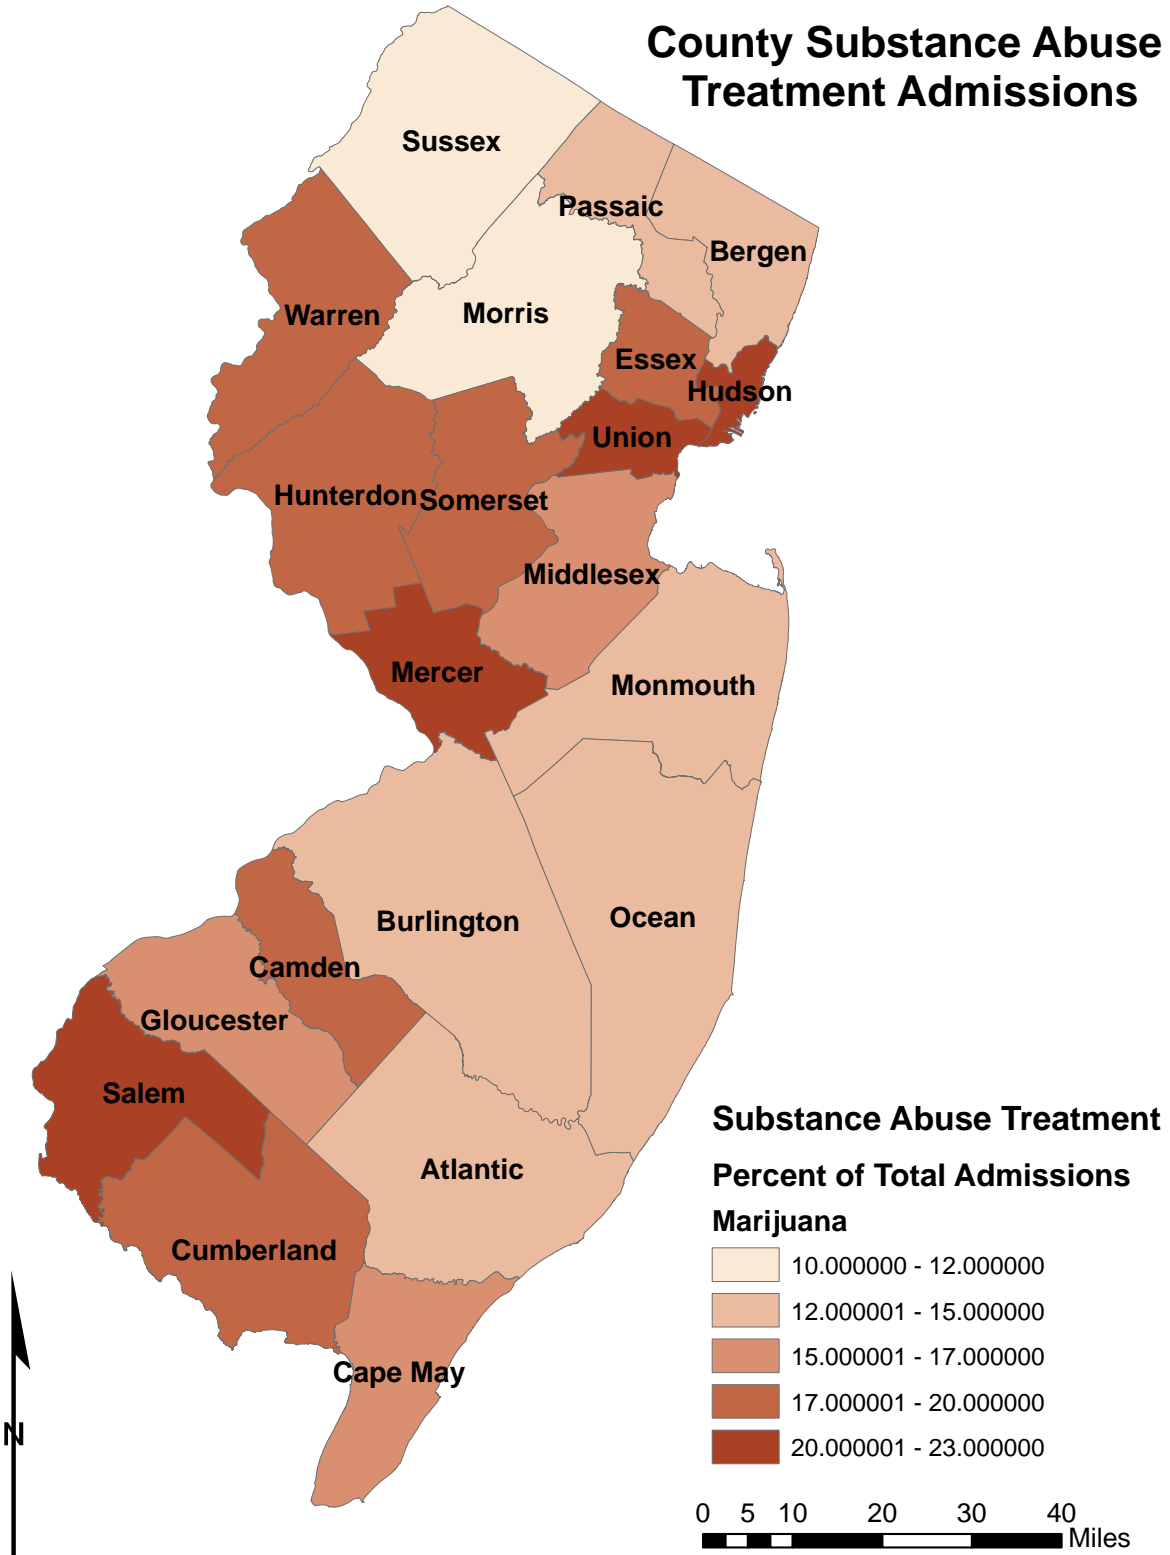 County Substance Abuse
Treatment Admissions
Sussex
Passaic
Bergen
Warren
Morris
Essex
Hudson
Union
Hunterdon
Somerset
Middlesex
Mercer
Monmouth
Burlington
Ocean
Camden
Gloucester
Salem
Atlantic
Cumberland
Cape May
N
Substance Abuse Treatment
Percent of Total Admissions
Marijuana
10.000000 - 12.000000
12.000001 - 15.000000
15.000001 - 17.000000
17.000001 - 20.000000
20.000001 - 23.000000
0 5 10 20 30 40
Miles